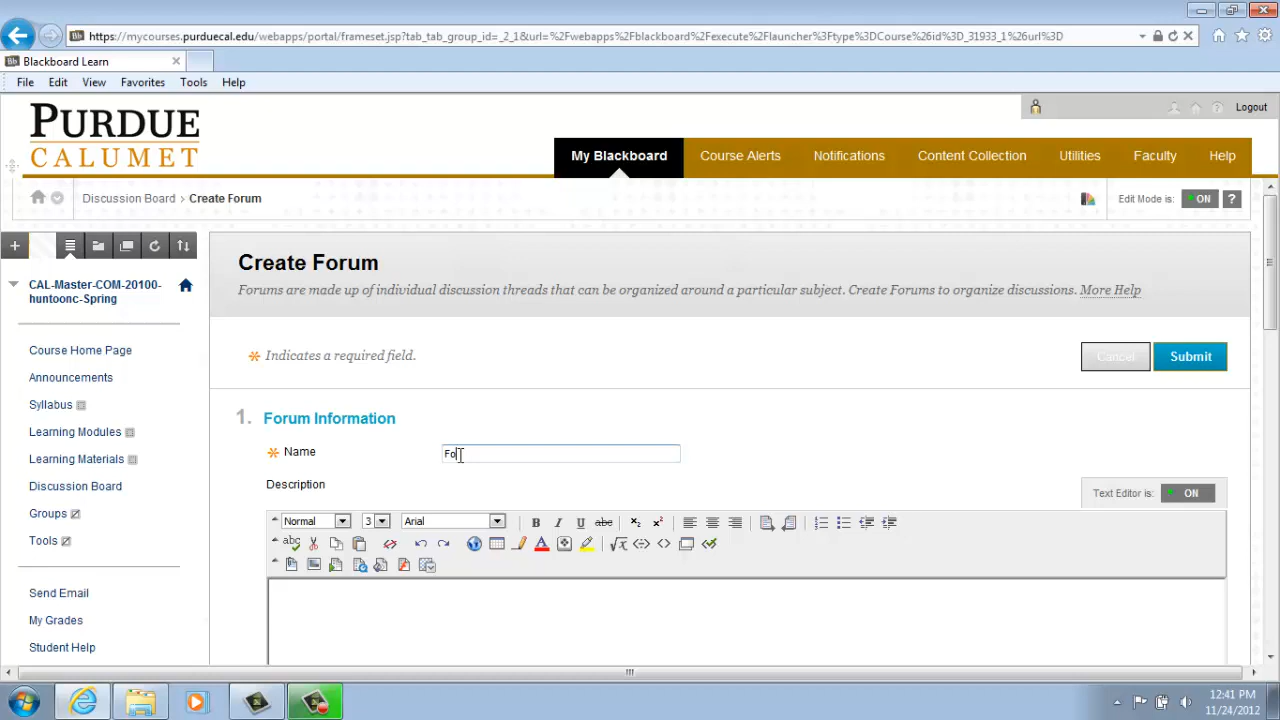 https://mycourses.purduecal.edu/webapps/portal/frameset.jsp?tab_tab_group_id=_2_1&url=%2Fwebapps%2Fblackboard%2Fexecute%2Flauncher%3Ftype%3DCourse%26id%3D_31933_1%26url%3D
Blackboard Learn
File Edit View Favorites Tools Help
PURDUE
CALUMET
Logout
My Blackboard Course Alerts Notifications Content Collection Utilities Faculty Help
Discussion Board > Create Forum
Edit Mode is: ON ?
CAL-Master-COM-20100-
huntoonc-Spring
Course Home Page
Announcements
Syllabus
Learning Modules
Learning Materials
Discussion Board
Groups
Tools
Send Email
My Grades
Student Help
Create Forum
Forums are made up of individual discussion threads that can be organized around a particular subject. Create Forums to organize discussions. More Help
Indicates a required field.
Cancel Submit
1. Forum Information
Name Fo
Description
Text Editor is: ON
Normal 3 Arial
12:41 PM
11/24/2012